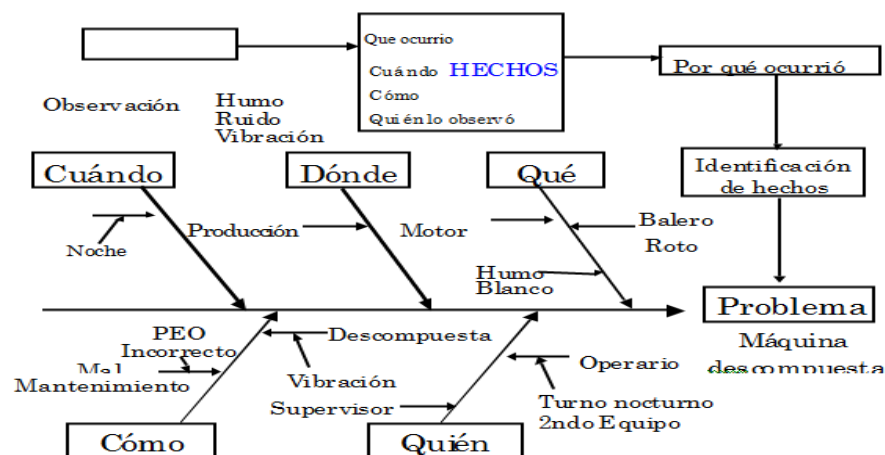 Que ocurrio
Cuándo HECHOS
Cómo
Quién lo observó
Por qué ocurrió
Observación
Humo
Ruido
Vibración
Identificación
de hechos
Cuándo
Dónde
Qué
Noche
Producción
Motor
Balero
Roto
Humo
Blanco
Problema
Máquina
descompuesta
PEO
Incorrecto
Mal
Mantenimiento
Descompuesta
Vibración
Supervisor
Operario
Turno nocturno
2ndo Equipo
Cómo
Quién